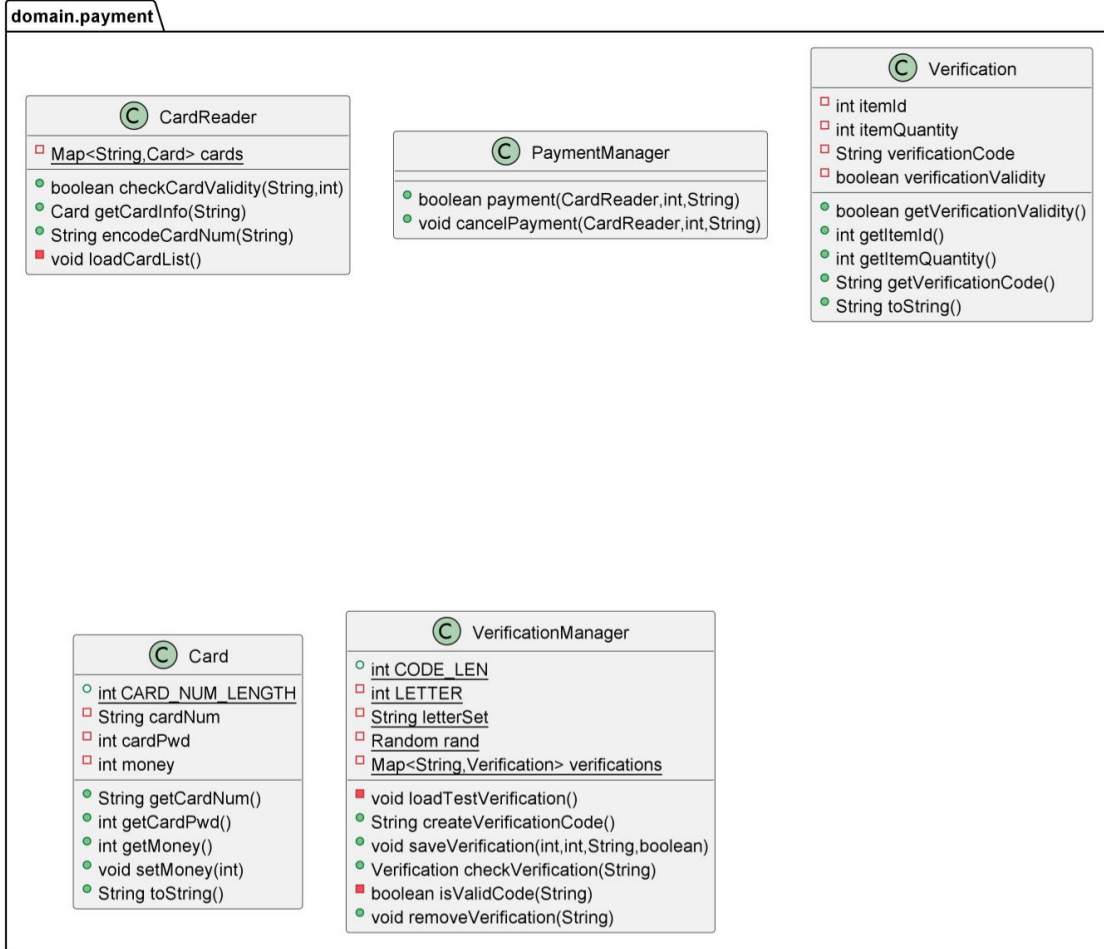 domain.payment
C CardReader
Map<String,Card> cards
boolean checkCardValidity(String,int)
Card getCardInfo(String)
String encodeCardNum(String)
void loadCardList()
C PaymentManager
boolean payment(CardReader,int,String)
void cancelPayment(CardReader,int,String)
C Verification
int itemId
int itemQuantity
String verificationCode
boolean verificationValidity
boolean getVerificationValidity()
int getItemId()
int getItemQuantity()
String getVerificationCode()
String toString()
C Card
int CARD_NUM_LENGTH
String cardNum
int cardPwd
int money
String getCardNum()
int getCardPwd()
int getMoney()
void setMoney(int)
String toString()
C VerificationManager
int CODE_LEN
int LETTER
String letterSet
Random rand
Map<String,Verification> verifications
void loadTestVerification()
String createVerificationCode()
void saveVerification(int,int,String,boolean)
Verification checkVerification(String)
boolean isValidCode(String)
void removeVerification(String)